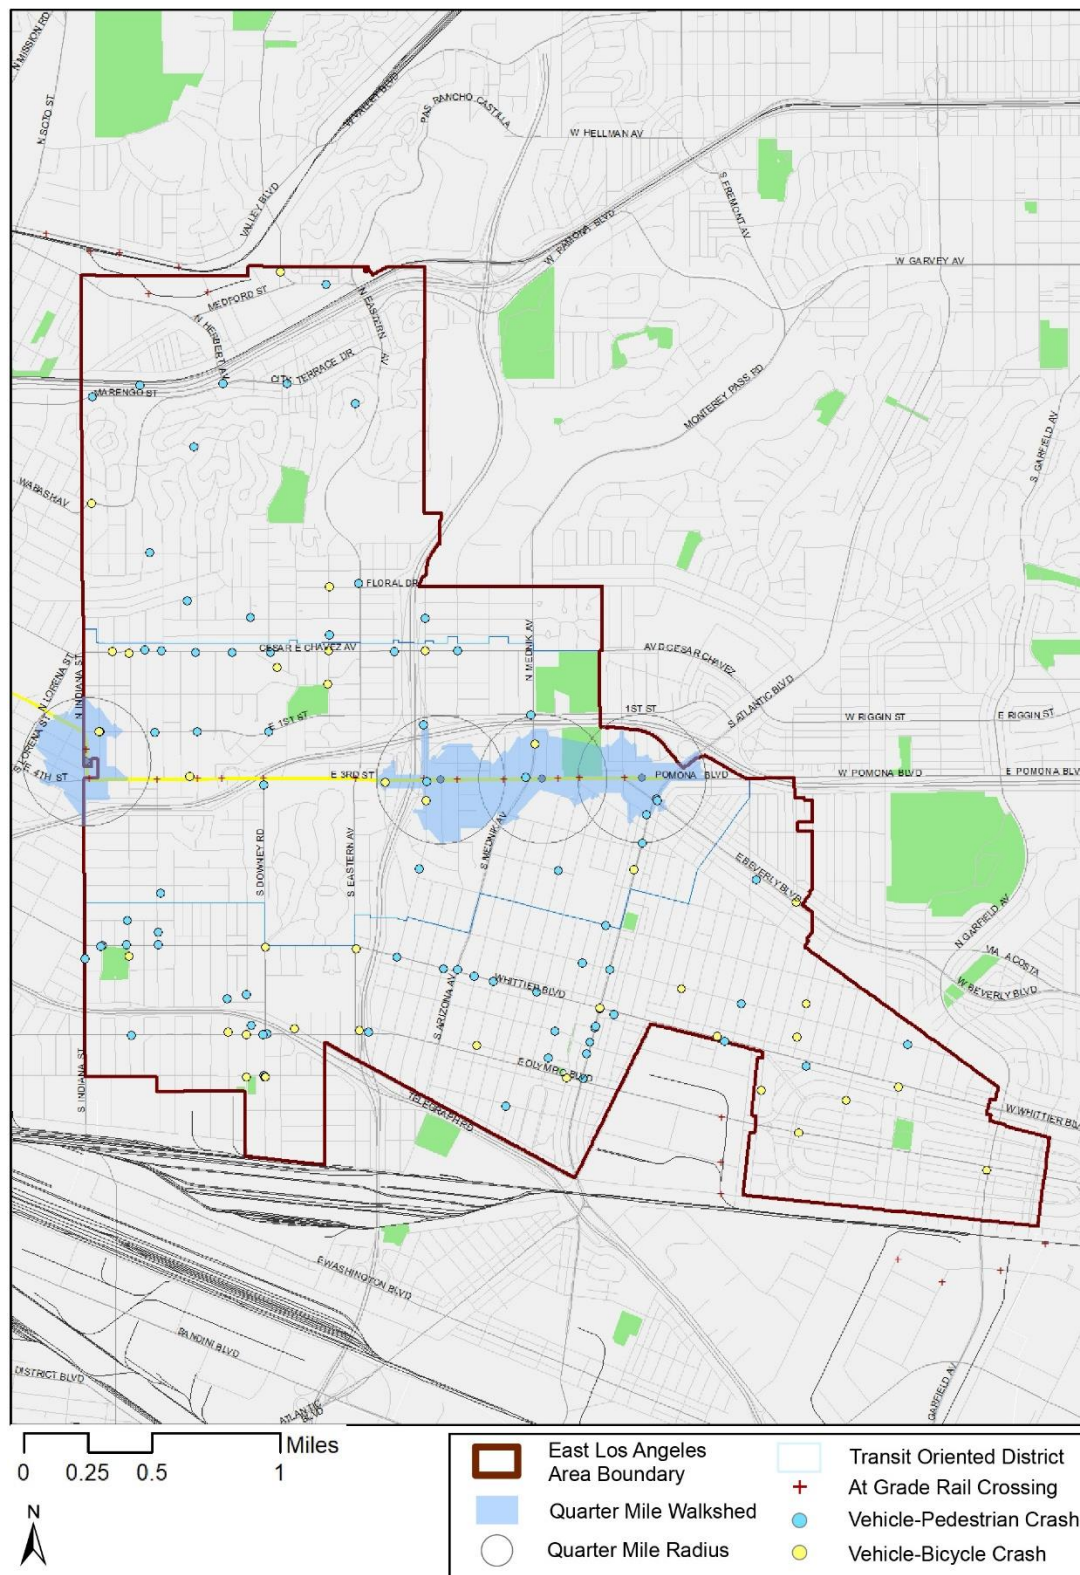 N MISSION RD
N SOTO ST
W VALLEY BLVD
PAS RANCHO CASTILLA
W HELLMAN AV
S FREMONT AV
VALLEY BLVD
W RAMONA BLVD
W GARVEY AV
MEDFORD ST
N HERBERT AV
N EASTERN AV
CITY TERRACE DR
MARENGO ST
MONTEREY PASS RD
S GARFIELD AV
WABASH AV
FLORAL DR
CESAR E CHAVEZ AV
N MEDNIK AV
AV D CESAR CHAVEZ
N LORENA ST
N INDIANA ST
S ATLANTIC BLVD
1ST ST
W RIGGIN ST
E RIGGIN ST
E 1ST ST
S LORENA ST
E 4TH ST
E 3RD ST
POMONA BLVD
W POMONA BLVD
E POMONA BLVD
S DOWNEY RD
S EASTERN AV
S MEDNIK AV
E BEVERLY BLVD
N GARFIELD AV
VIA ACOSTA
W BEVERLY BLVD
WHITTIER BLVD
S ARIZONA AV
E OLYMPIC BLVD
S INDIANA ST
TELEGRAPH RD
W WHITTIER BLV
E WASHINGTON BLVD
BANDINI BLVD
DISTRICT BLVD
ATLANTIC BLVD
GARFIELD AV
Miles
0 0.25 0.5 1
N
East Los Angeles
Area Boundary
Quarter Mile Walkshed
Quarter Mile Radius
Transit Oriented District
At Grade Rail Crossing
Vehicle-Pedestrian Crash
Vehicle-Bicycle Crash